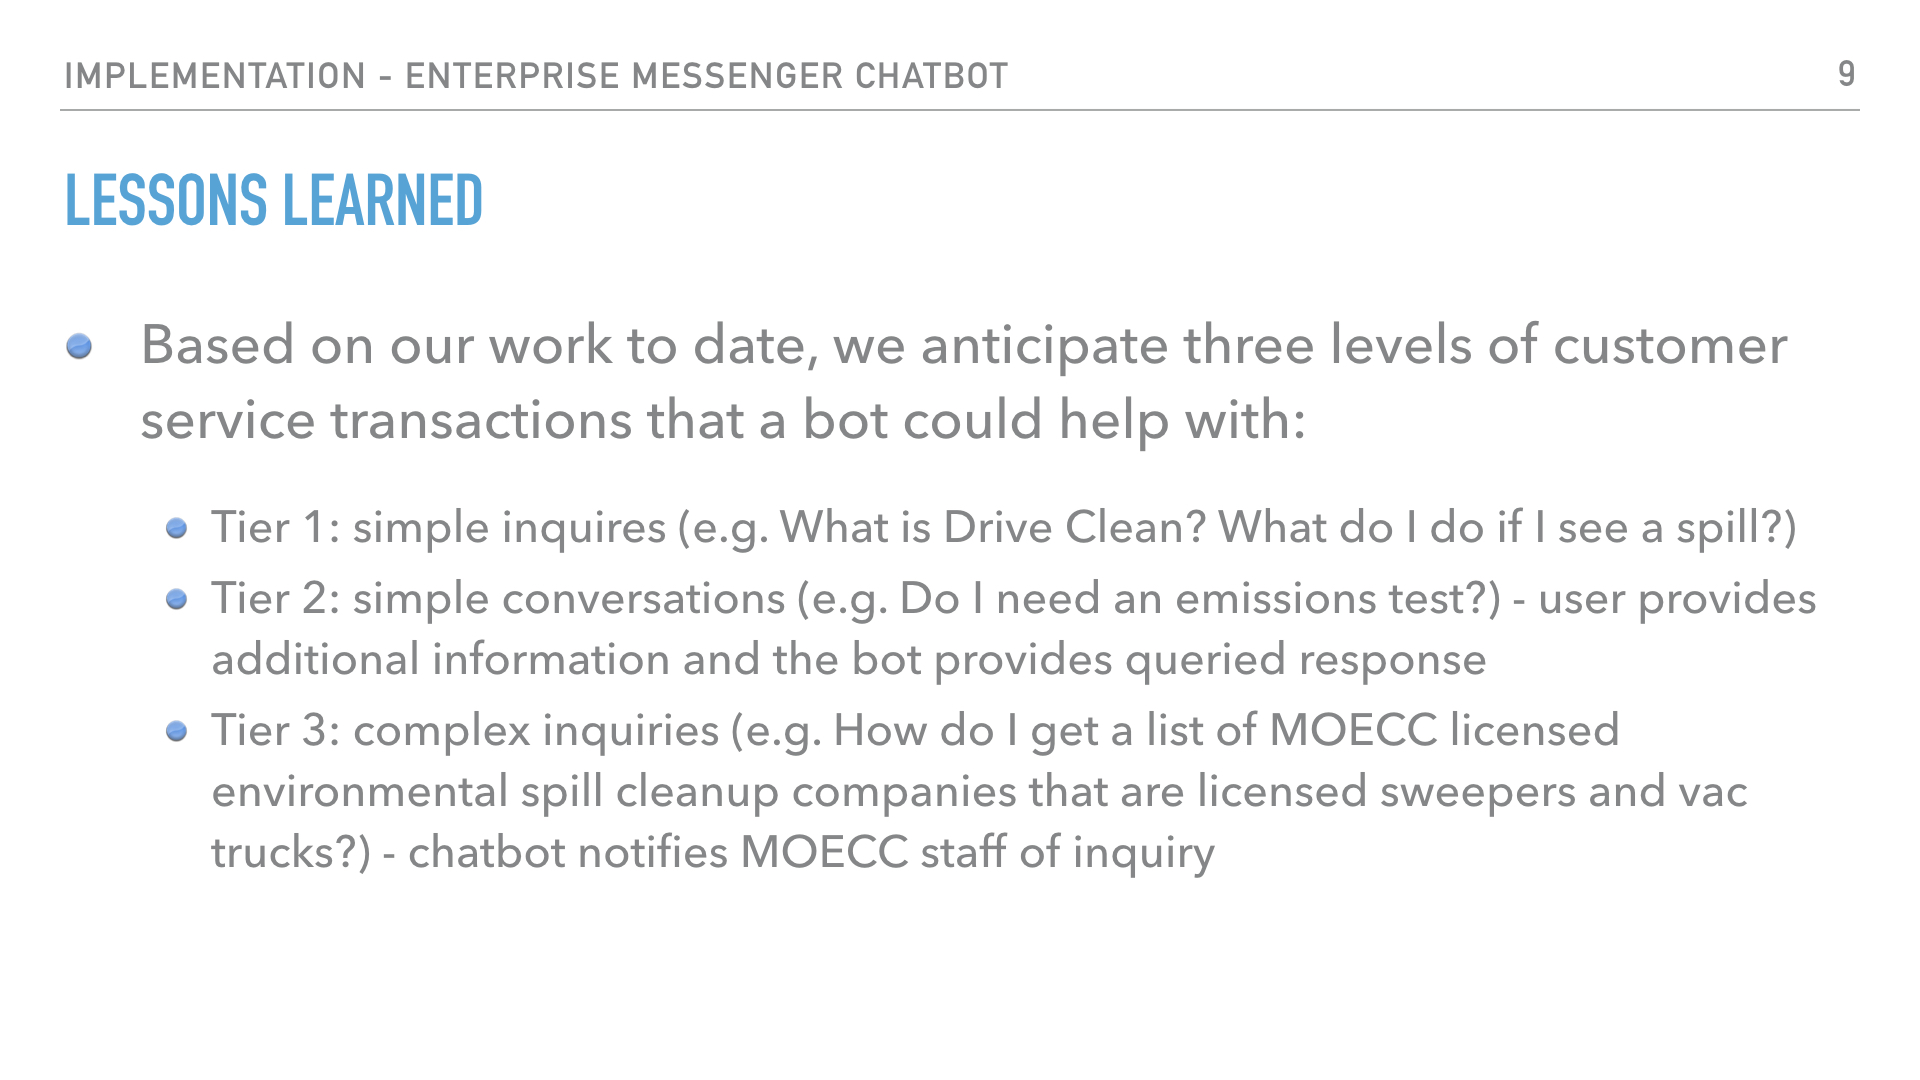 IMPLEMENTATION - ENTERPRISE MESSENGER CHATBOT
9
LESSONS LEARNED
Based on our work to date, we anticipate three levels of customer
service transactions that a bot could help with:
Tier 1: simple inquires (e.g. What is Drive Clean? What do I do if I see a spill?)
Tier 2: simple conversations (e.g. Do I need an emissions test?) - user provides
additional information and the bot provides queried response
Tier 3: complex inquiries (e.g. How do I get a list of MOECC licensed
environmental spill cleanup companies that are licensed sweepers and vac
trucks?) - chatbot notifies MOECC staff of inquiry